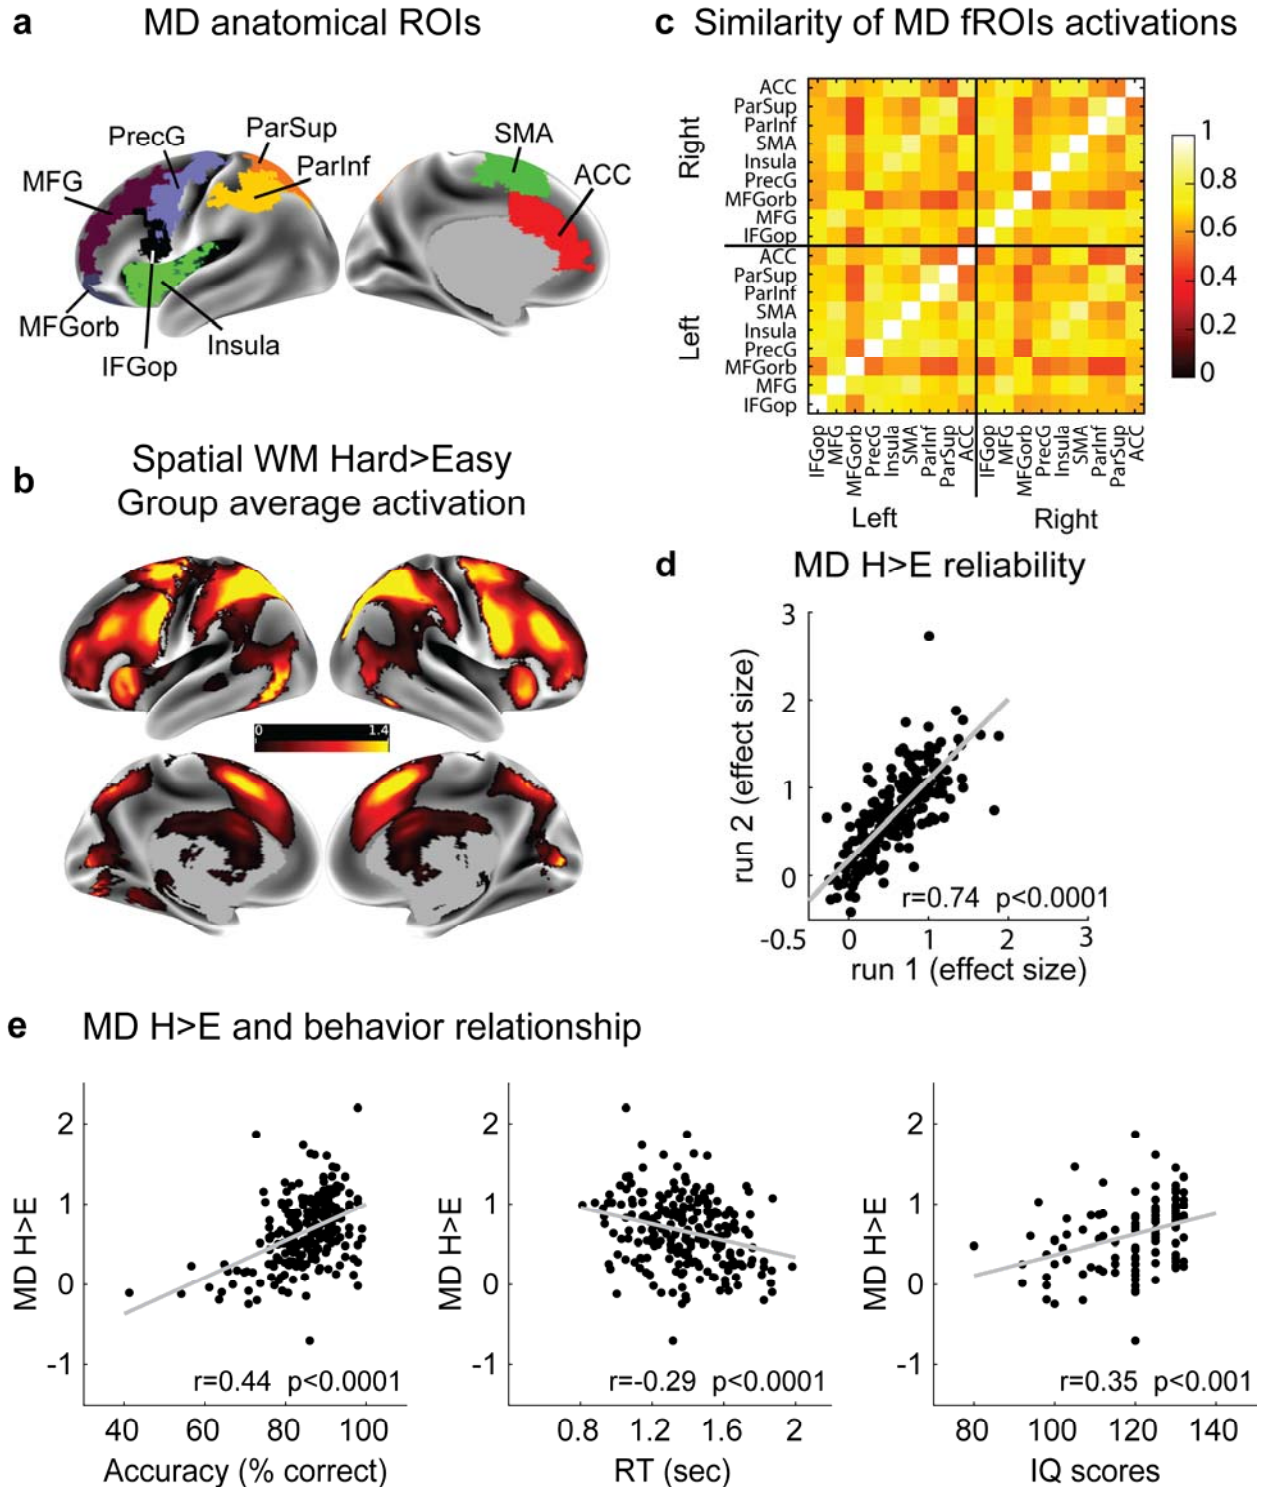 a MD anatomical ROIs
PrecG
ParSup
ParInf
MFG
SMA
ACC
MFGorb
IFGop
Insula
b Spatial WM Hard>Easy
Group average activation
0 1.4
c Similarity of MD fROIs activations
Right
ACC
ParSup
ParInf
SMA
Insula
PrecG
MFGorb
MFG
IFGop
Left
ACC
ParSup
ParInf
SMA
Insula
PrecG
MFGorb
MFG
IFGop
IFGop MFG MFGorb PrecG Insula SMA ParInf ParSup ACC IFGop MFG MFGorb PrecG Insula SMA ParInf ParSup ACC
Left Right
1
0.8
0.6
0.4
0.2
0
d MD H>E reliability
run 2 (effect size)
3
2
1
0
r=0.74 p<0.0001
-0.5 0 1 2 3
run 1 (effect size)
e MD H>E and behavior relationship
MD H>E
2
1
0
-1
r=0.44 p<0.0001
40 60 80 100
Accuracy (% correct)
MD H>E
2
1
0
-1
r=-0.29 p<0.0001
0.8 1.2 1.6 2
RT (sec)
MD H>E
2
1
0
-1
r=0.35 p<0.001
80 100 120 140
IQ scores